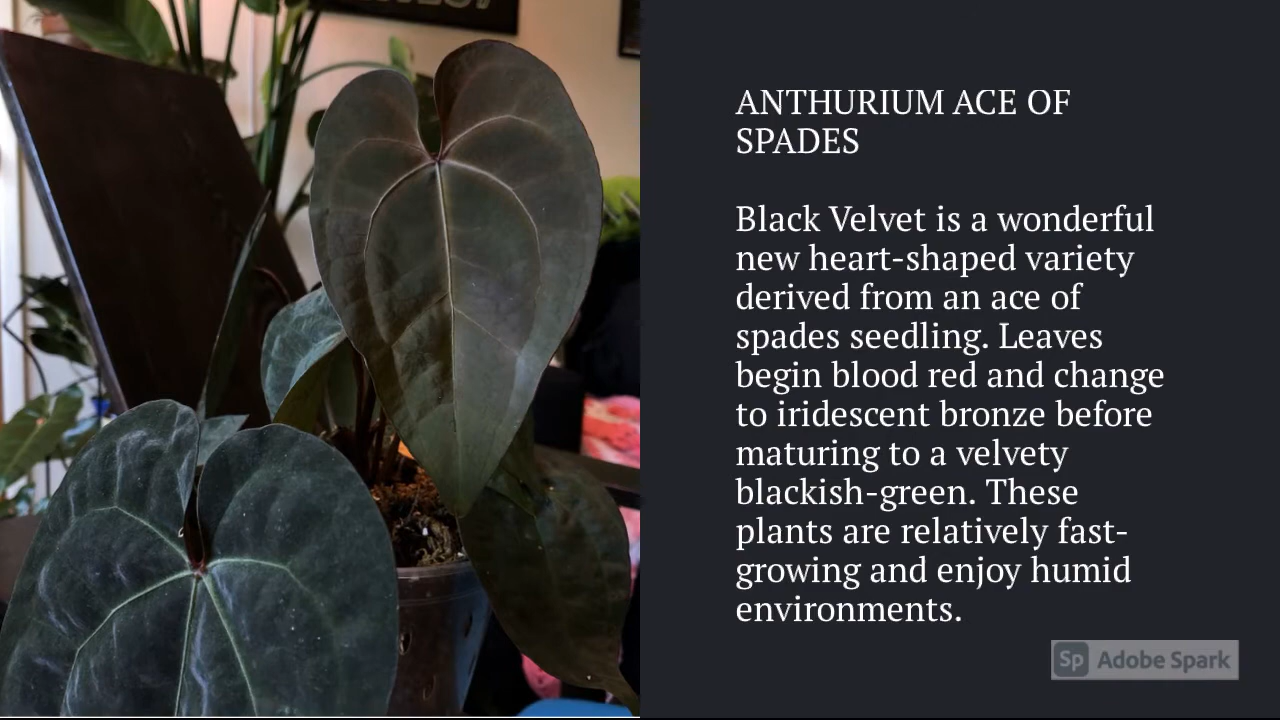 ANTHURIUM ACE OF
SPADES
Black Velvet is a wonderful
new heart-shaped variety
derived from an ace of
spades seedling. Leaves
begin blood red and change
to iridescent bronze before
maturing to a velvety
blackish-green. These
plants are relatively fast-
growing and enjoy humid
environments.
Sp Adobe Spark